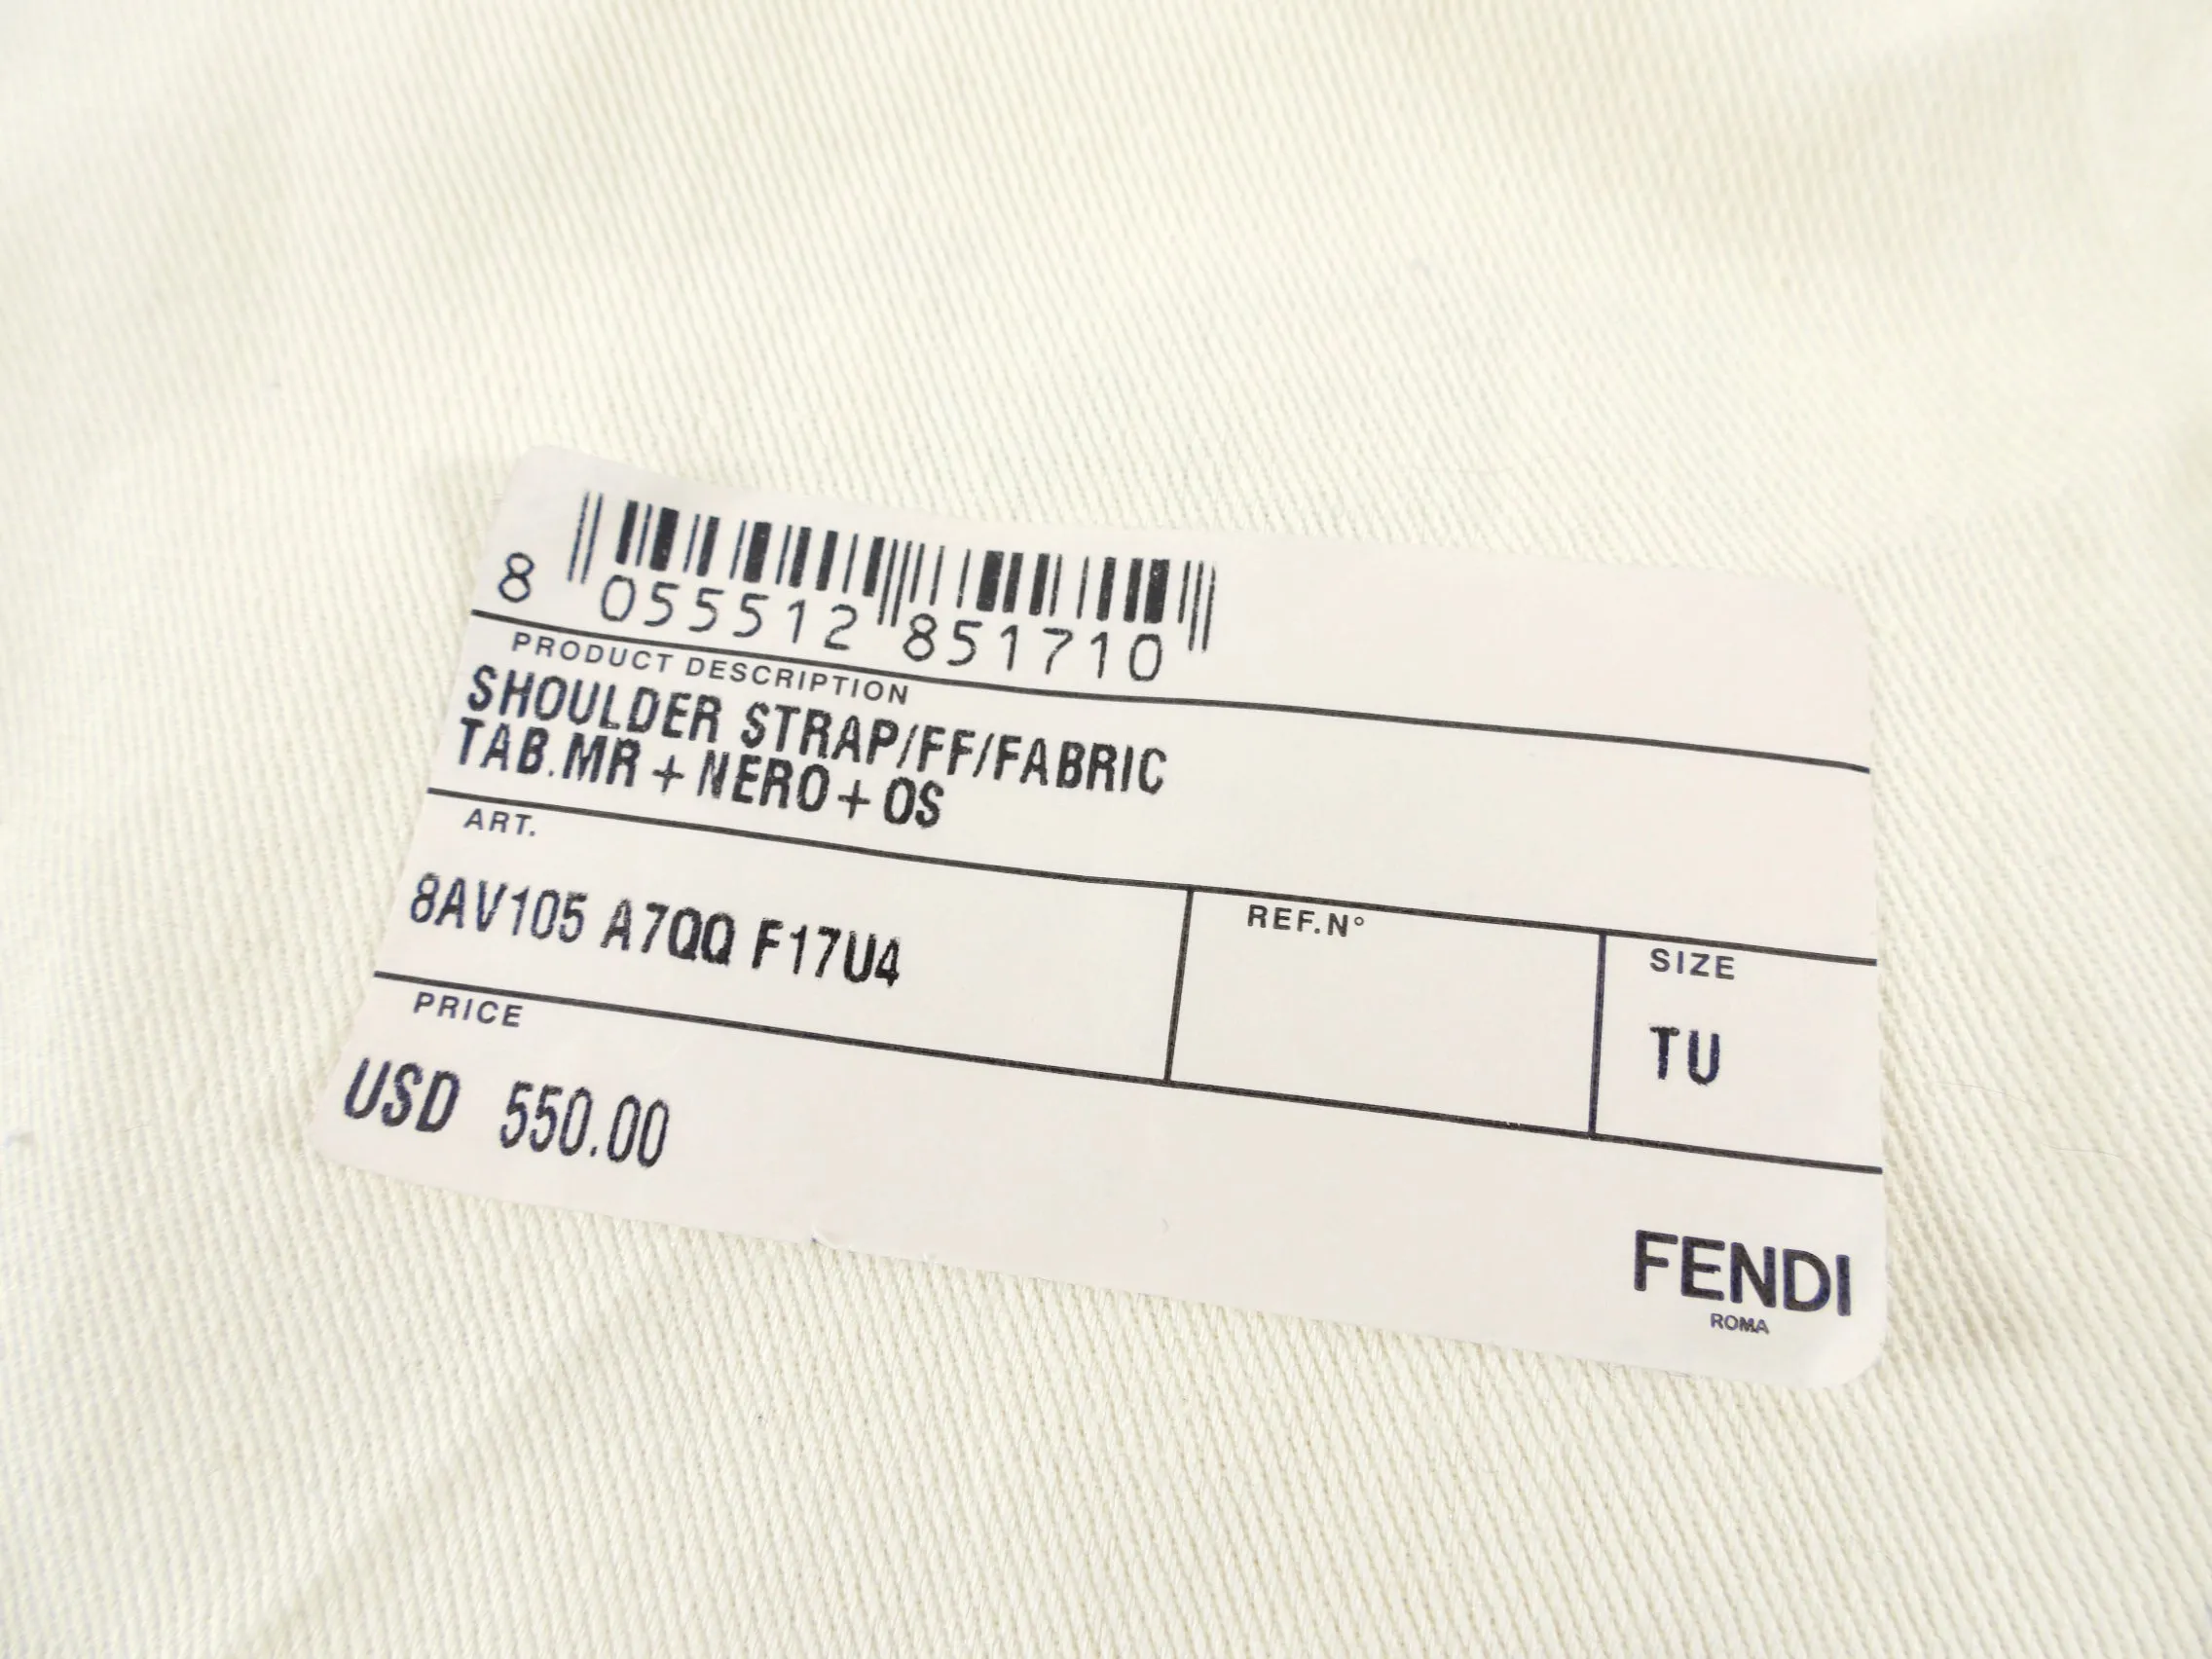 8 055512 851710
PRODUCT DESCRIPTION
SHOULDER STRAP/FF/FABRIC
TAB.MR + NERO + OS
ART.
8AV105 A7QQ F17U4
REF.N°
SIZE
TU
PRICE
USD 550.00
FENDI
ROMA